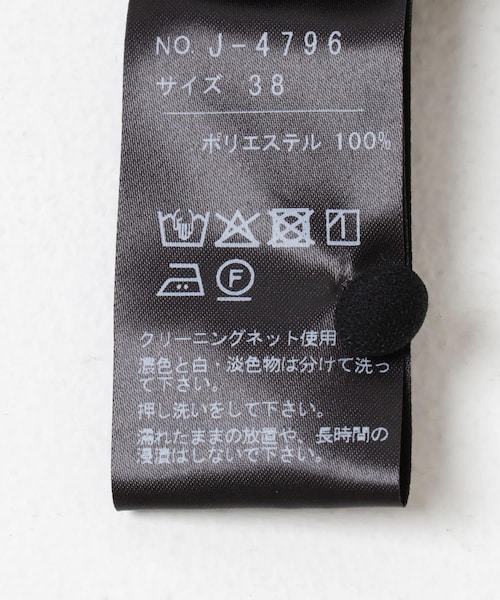 NO. J-4796
サイズ 38
ポリエステル 100%
F
クリーニングネット使用
濃色と白・淡色物は分けて洗っ
て下さい。
押し洗いをして下さい。
濡れたままの放置や、長時間の
浸漬はしないで下さい。